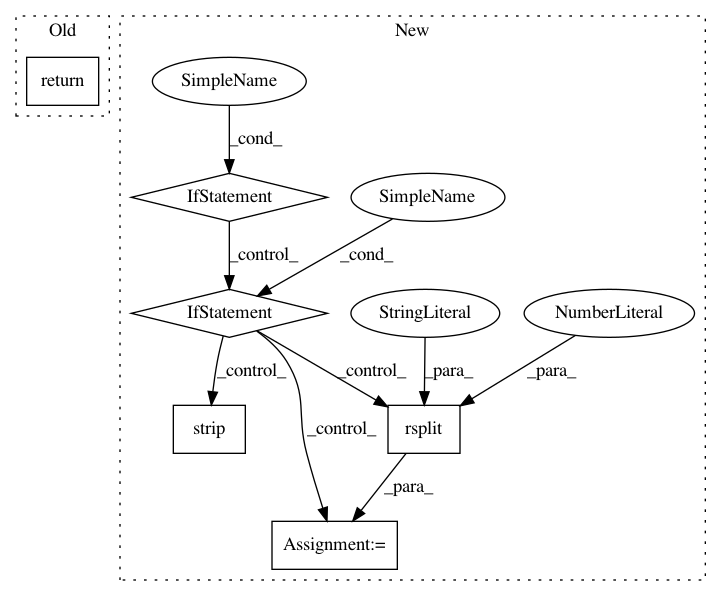 Old
New
return
SimpleName
_cond_
IfStatement
SimpleName
_control_
_cond_
IfStatement
StringLiteral
NumberLiteral
_control_
_control_
_para_
_para_
strip
_control_
rsplit
_para_
Assignment:=